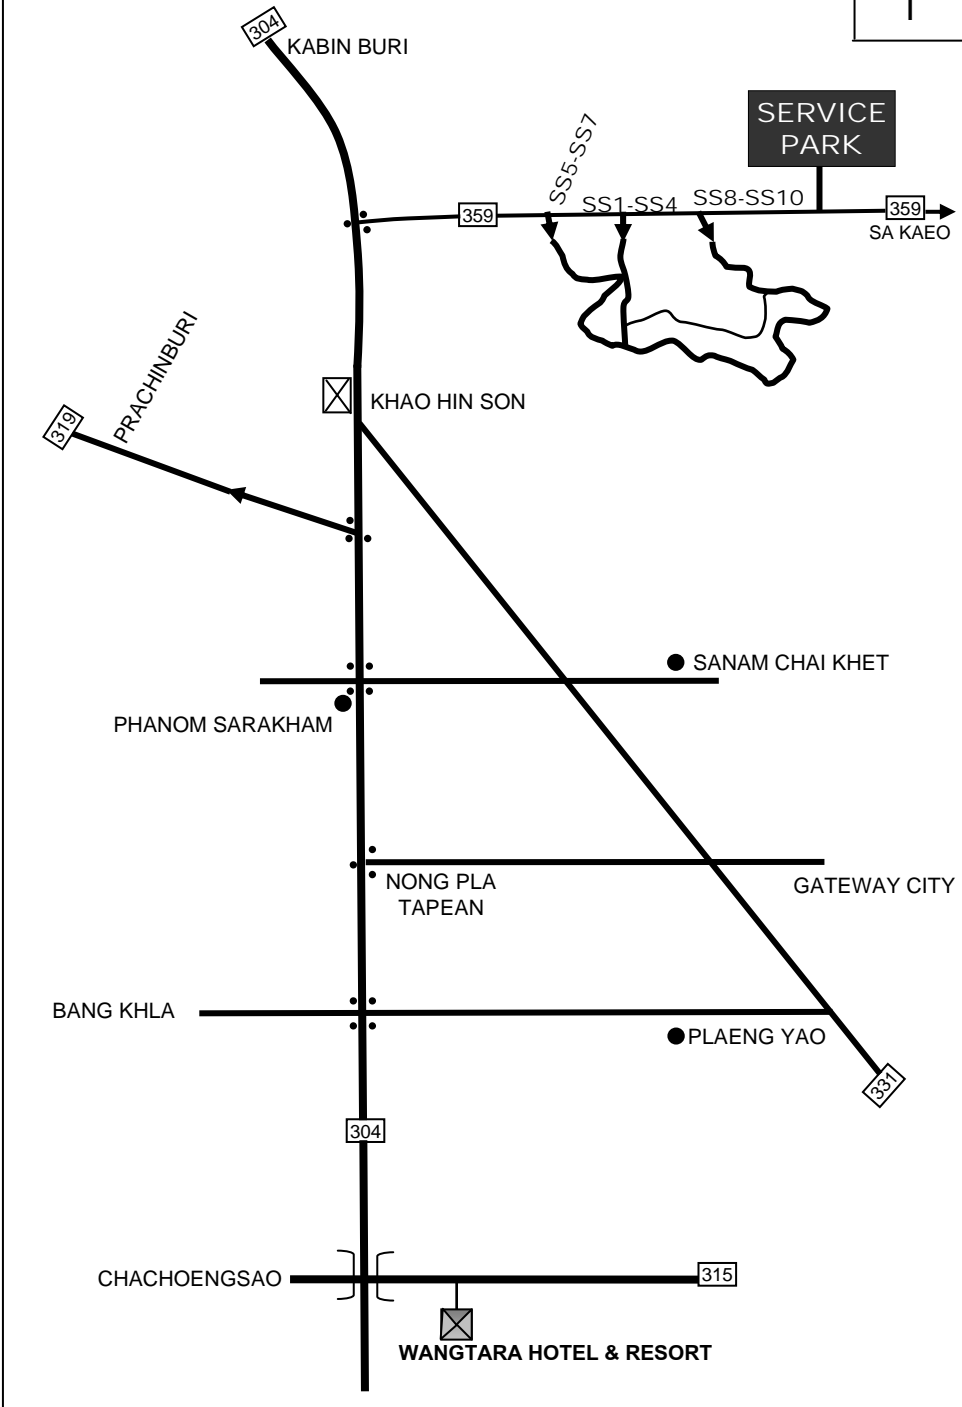 304
KABIN BURI
SERVICE
PARK
SS5-SS7
SS1-SS4
SS8-SS10
359
359
SA KAEO
PRACHINBURI
319
KHAO HIN SON
SANAM CHAI KHET
PHANOM SARAKHAM
NONG PLA
TAPEAN
GATEWAY CITY
BANG KHLA
PLAENG YAO
331
304
CHACHOENGSAO
315
WANGTARA HOTEL & RESORT